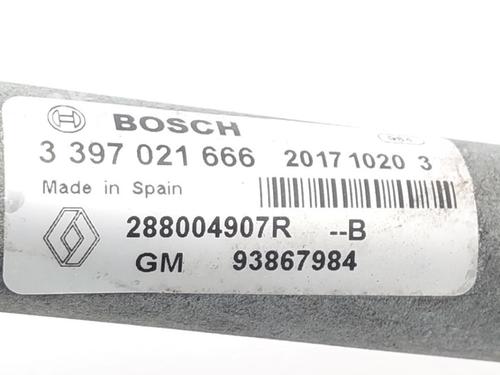 BOSCH
3 397 021 666 20171020 3
Made in Spain
288004907R --B
GM 93867984